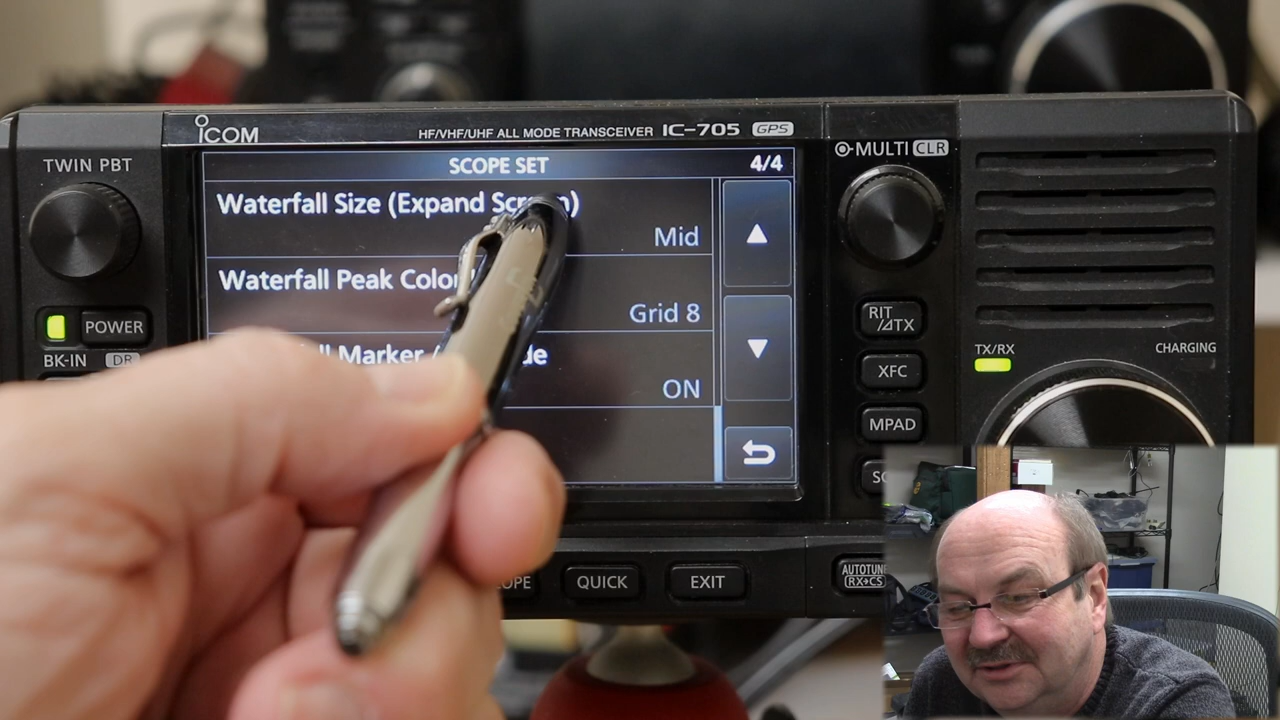 ICOM
HF/VHF/UHF ALL MODE TRANSCEIVER IC-705 GPS
TWIN PBT
MULTI CLR
SCOPE SET 4/4
Waterfall Size (Expand
Mid
Waterfall Peak Color
Grid 8
Marker
ON
POWER
BK-IN DR
RIT
/⊿TX
XFC
MPAD
TX/RX
CHARGING
QUICK
EXIT
AUTOTUNE
RX→CS